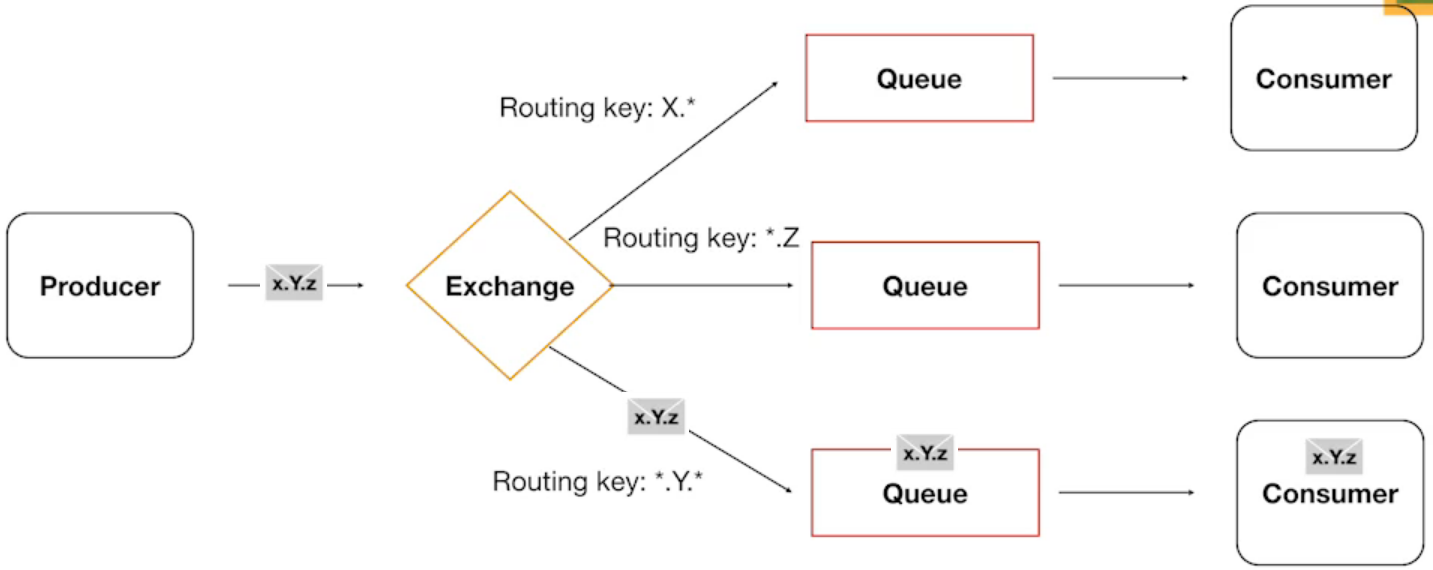 Queue
Consumer
Routing key: X.*
Routing key: *.Z
Producer
x.Y.z
Exchange
Queue
Consumer
x.Y.z
Routing key: *.Y.*
x.Y.z
Queue
x.Y.z
Consumer